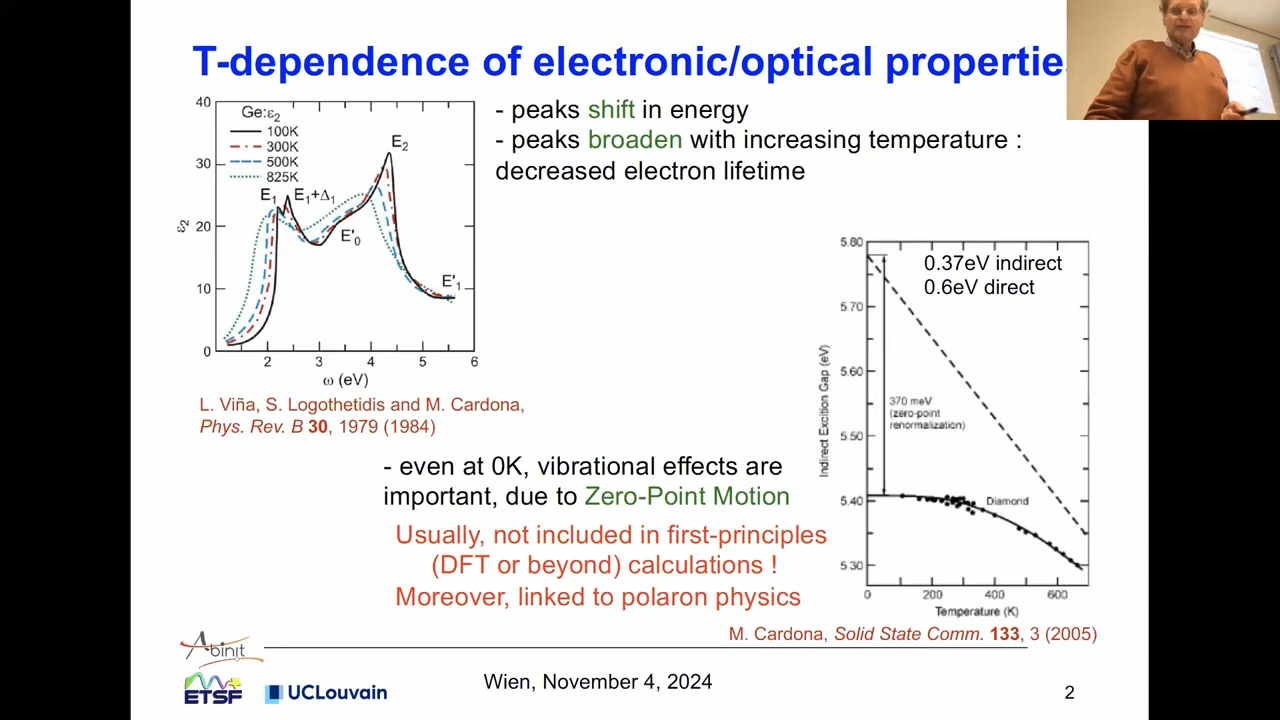 T-dependence of electronic/optical propertie
40
30
20
10
0
ε2
Ge:ε2
100K
300K
500K
825K
E1
E1+Δ1
E'0
E2
E'1
2
3
4
5
6
ω (eV)
L. Viña, S. Logothetidis and M. Cardona,
Phys. Rev. B 30, 1979 (1984)
- peaks shift in energy
- peaks broaden with increasing temperature :
decreased electron lifetime
5.80
5.70
5.60
5.50
5.40
5.30
Indirect Excition Gap (eV)
0.37eV indirect
0.6eV direct
370 meV
(zero-point
renormalization)
Diamond
0
200
400
600
Temperature (K)
- even at 0K, vibrational effects are
important, due to Zero-Point Motion
Usually, not included in first-principles
(DFT or beyond) calculations !
Moreover, linked to polaron physics
M. Cardona, Solid State Comm. 133, 3 (2005)
Abinit
ETSF
UCLouvain
Wien, November 4, 2024
2